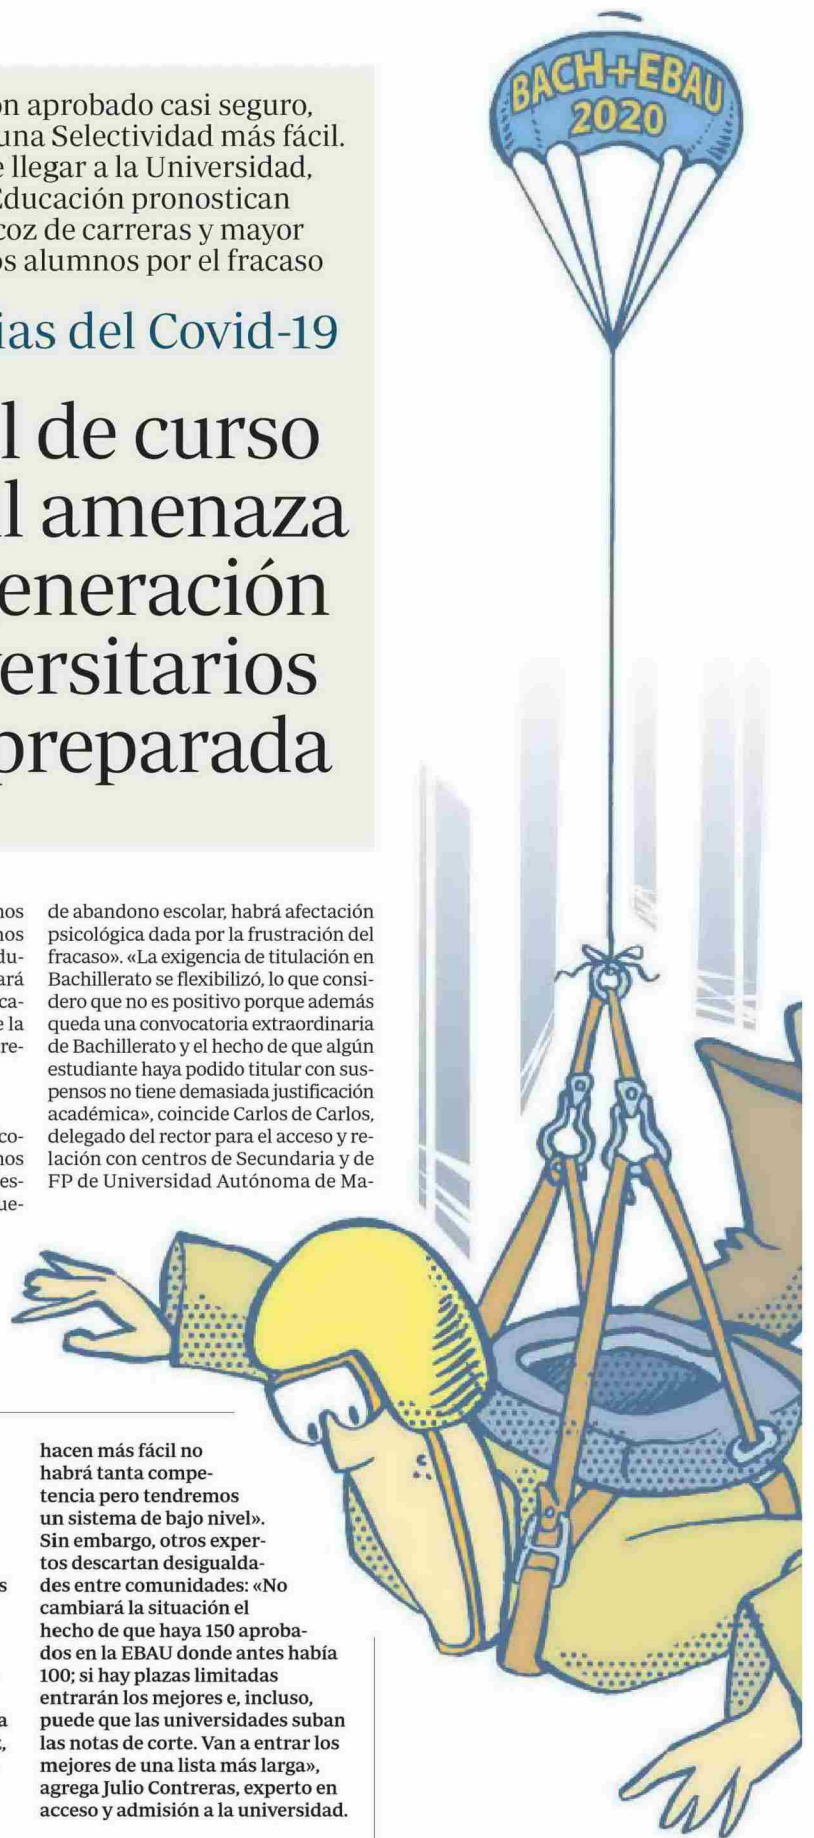 BACH+EBAU
2020
ón aprobado casi seguro,
una Selectividad más fácil.
e llegar a la Universidad,
Educación pronostican
coz de carreras y mayor
os alumnos por el fracaso
ias del Covid-19
l de curso
il amenaza
eneración
versitarios
preparada
nos
nos
du-
ará
ca-
e la
re-
co-
nos
es-
ue-
de abandono escolar, habrá afectación
psicológica dada por la frustración del
fracaso». «La exigencia de titulación en
Bachillerato se flexibilizó, lo que consi-
dero que no es positivo porque además
queda una convocatoria extraordinaria
de Bachillerato y el hecho de que algún
estudiante haya podido titular con sus-
pensos no tiene demasiada justificación
académica», coincide Carlos de Carlos,
delegado del rector para el acceso y re-
lación con centros de Secundaria y de
FP de Universidad Autónoma de Ma-
s
a
,
hacen más fácil no
habrá tanta compe-
tencia pero tendremos
un sistema de bajo nivel».
Sin embargo, otros exper-
tos descartan desigualda-
des entre comunidades: «No
cambiará la situación el
hecho de que haya 150 aproba-
dos en la EBAU donde antes había
100; si hay plazas limitadas
entrarán los mejores e, incluso,
puede que las universidades suban
las notas de corte. Van a entrar los
mejores de una lista más larga»,
agrega Julio Contreras, experto en
acceso y admisión a la universidad.